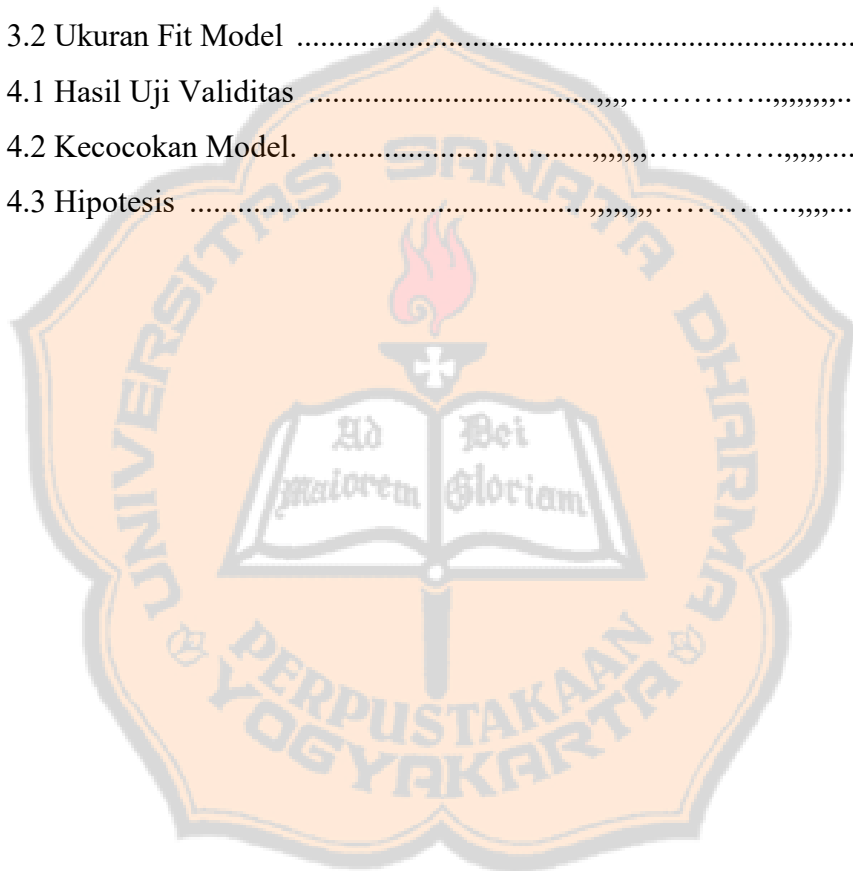 3.2 Ukuran Fit Model ....................................................................
4.1 Hasil Uji Validitas ......................................,,,,…………..,,,,,,,,,..
4.2 Kecocokan Model. ..................................,,,,,,,………….,,,,,....
4.3 Hipotesis .................................................,,,,,,,,…………..,,,,...
UNIVERSITAS SANATA DHARMA
Ad Dei
maiorem Gloriam
PERPUSTAKAAN
YOGYAKARTA